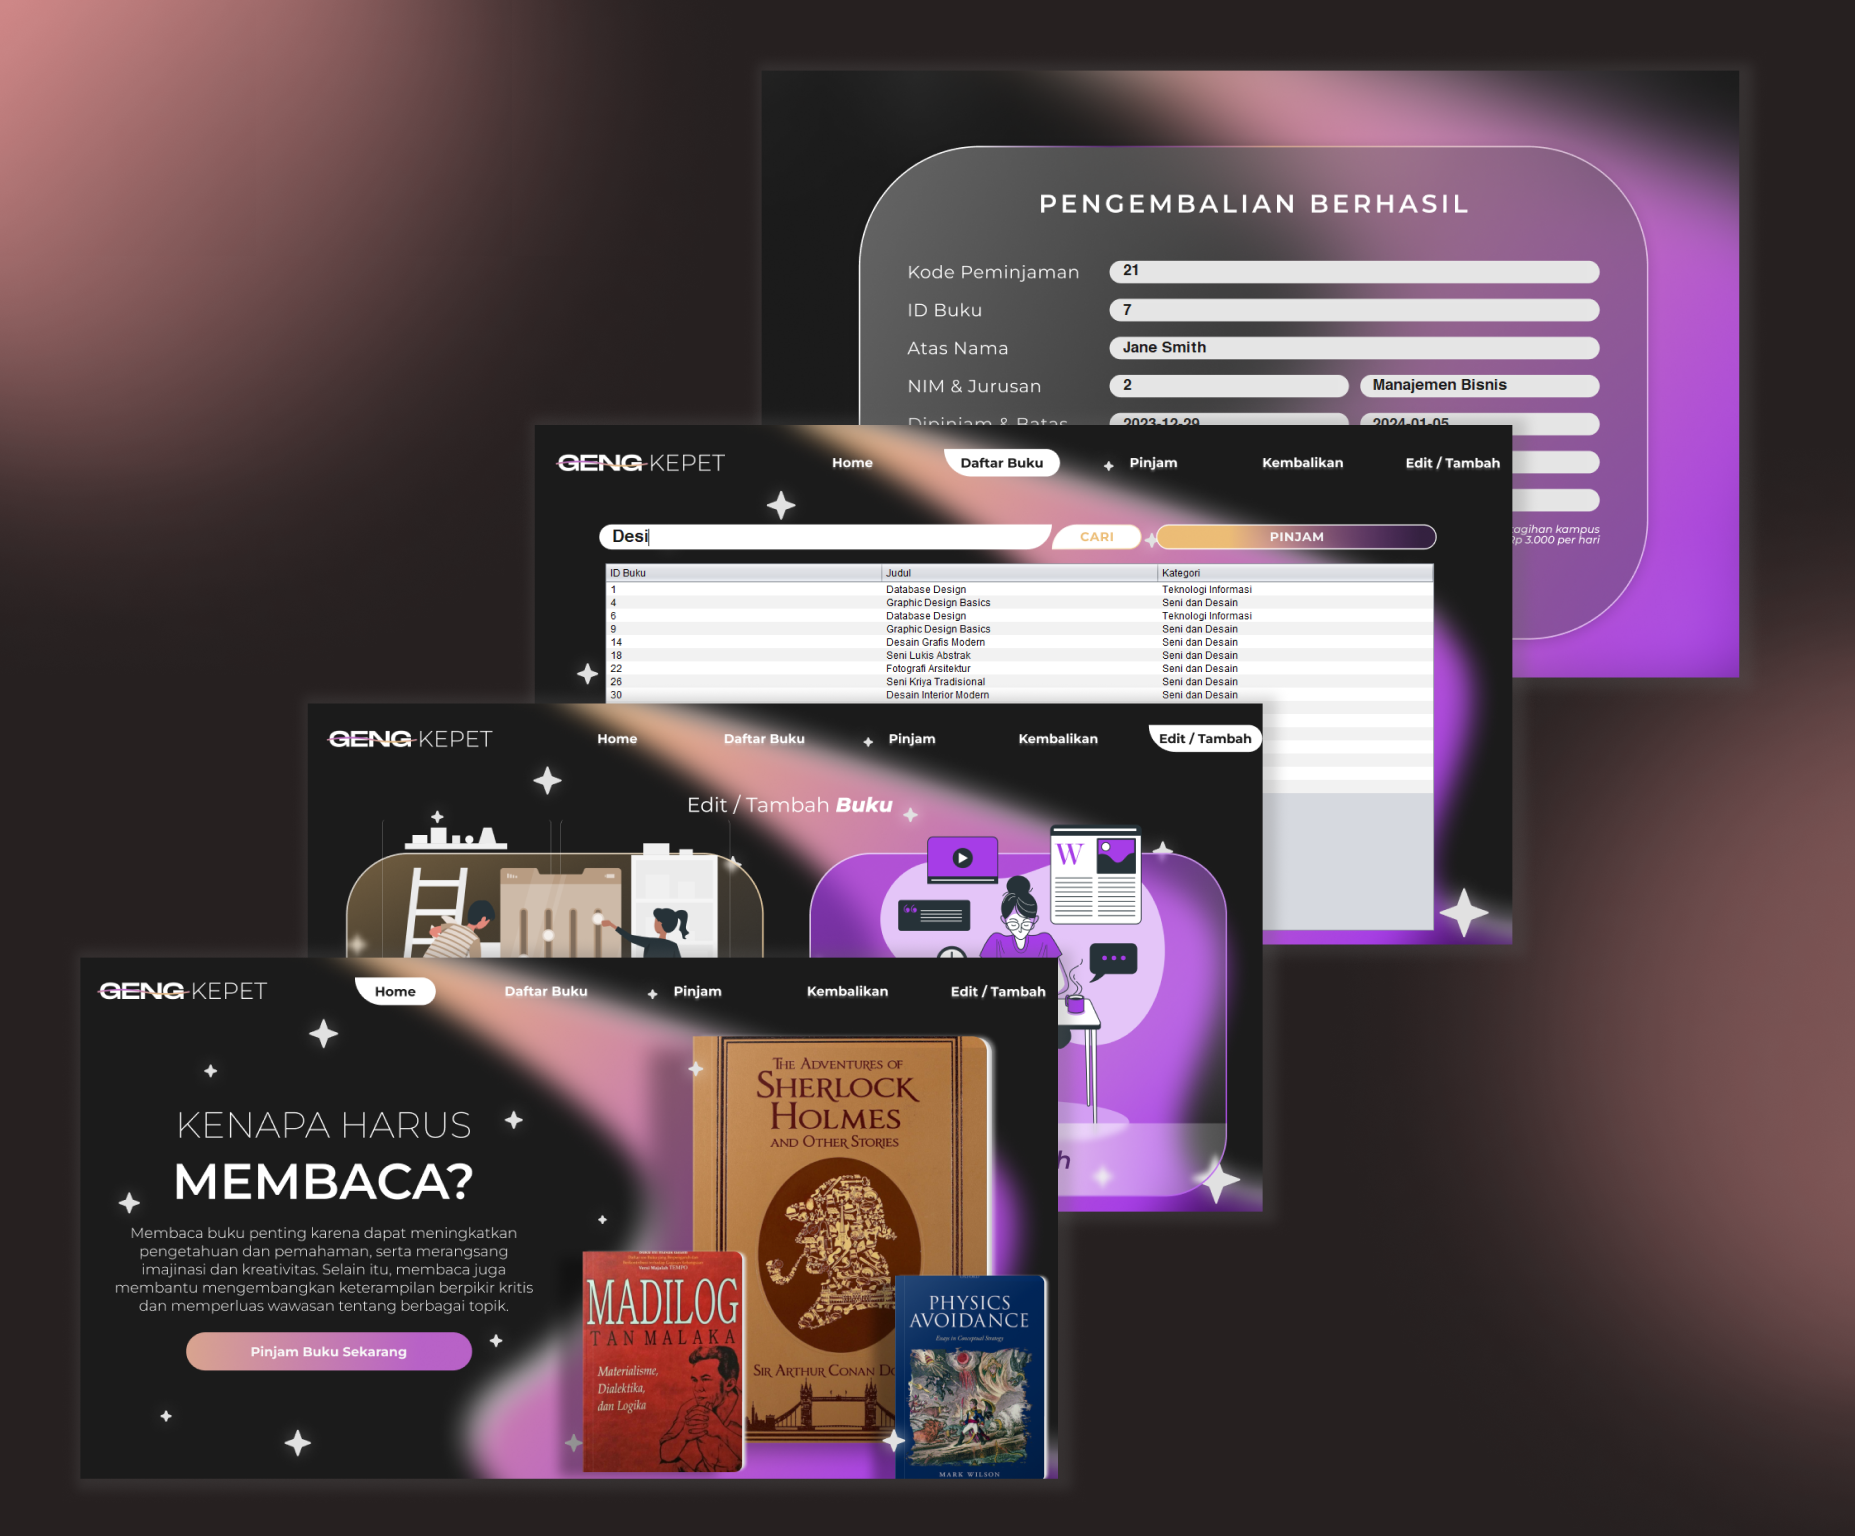 PENGEMBALIAN BERHASIL
Kode Peminjaman 21
ID Buku 7
Atas Nama Jane Smith
NIM & Jurusan 2 Manajemen Bisnis
Dipinjam & Batas 2023-12-29 2024-01-05
tagihan kampus
Rp 3.000 per hari
GENG KEPET Home Daftar Buku Pinjam Kembalikan Edit / Tambah
Desi CARI PINJAM
ID Buku Judul Kategori
1 Database Design Teknologi Informasi
4 Graphic Design Basics Seni dan Desain
6 Database Design Teknologi Informasi
9 Graphic Design Basics Seni dan Desain
14 Desain Grafis Modern Seni dan Desain
18 Seni Lukis Abstrak Seni dan Desain
22 Fotografi Arsitektur Seni dan Desain
26 Seni Kriya Tradisional Seni dan Desain
30 Desain Interior Modern Seni dan Desain
GENG KEPET Home Daftar Buku Pinjam Kembalikan Edit / Tambah
Edit / Tambah Buku
W
h
GENG KEPET Home Daftar Buku Pinjam Kembalikan Edit / Tambah
KENAPA HARUS
MEMBACA?
Membaca buku penting karena dapat meningkatkan
pengetahuan dan pemahaman, serta merangsang
imajinasi dan kreativitas. Selain itu, membaca juga
membantu mengembangkan keterampilan berpikir kritis
dan memperluas wawasan tentang berbagai topik.
Pinjam Buku Sekarang
THE ADVENTURES OF
SHERLOCK
HOLMES
AND OTHER STORIES
SIR ARTHUR CONAN DO
MADILOG
TAN MALAKA
Materialisme,
Dialektika,
dan Logika
PHYSICS
AVOIDANCE
Essays in Conceptual Strategy
MARK WILSON